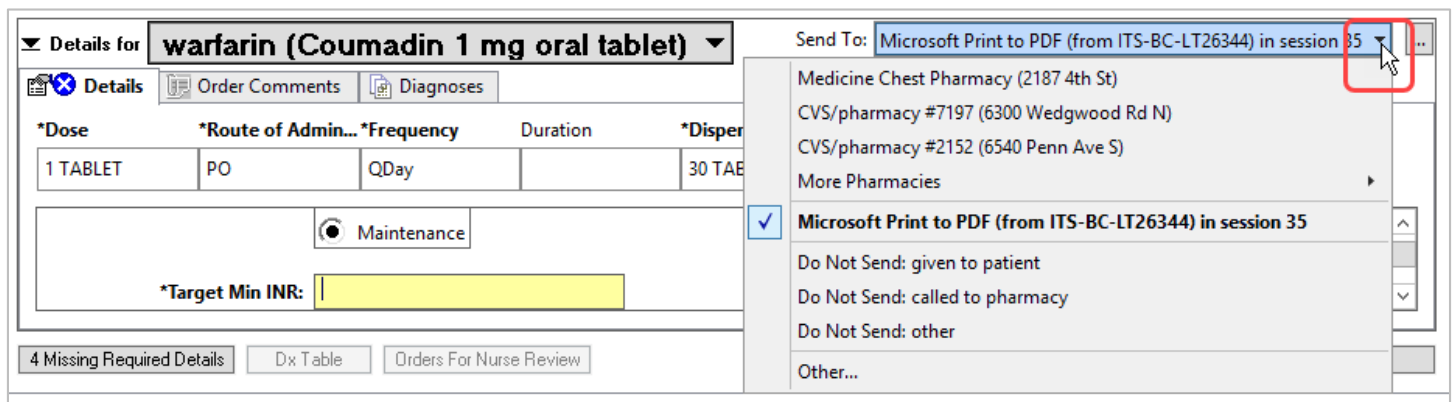 Details for warfarin (Coumadin 1 mg oral tablet)
Send To: Microsoft Print to PDF (from ITS-BC-LT26344) in session 35 ...
Details Order Comments Diagnoses
Medicine Chest Pharmacy (2187 4th St)
CVS/pharmacy #7197 (6300 Wedgwood Rd N)
CVS/pharmacy #2152 (6540 Penn Ave S)
More Pharmacies
Microsoft Print to PDF (from ITS-BC-LT26344) in session 35
Do Not Send: given to patient
Do Not Send: called to pharmacy
Do Not Send: other
Other...
*Dose *Route of Admin... *Frequency Duration *Disper
1 TABLET PO QDay 30 TAB
Maintenance
*Target Min INR:
4 Missing Required Details Dx Table Orders For Nurse Review